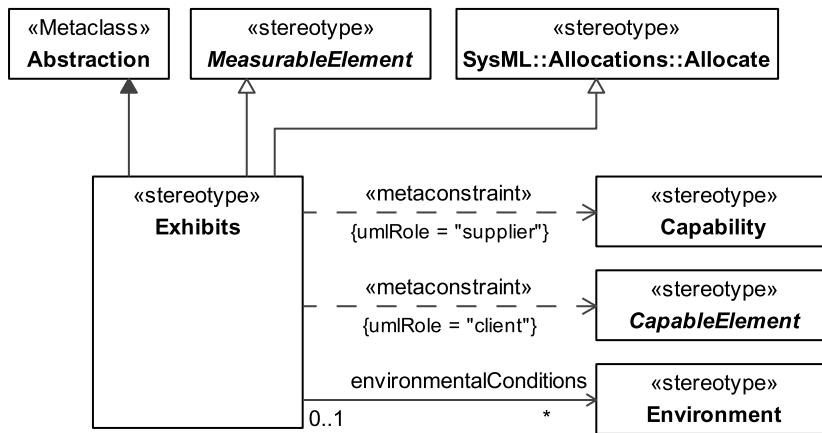 «Metaclass»
Abstraction
«stereotype»
MeasurableElement
«stereotype»
SysML::Allocations::Allocate
«stereotype»
Exhibits
«metaconstraint»
{umlRole = "supplier"}
«stereotype»
Capability
«metaconstraint»
{umlRole = "client"}
«stereotype»
CapableElement
environmentalConditions
0..1
*
«stereotype»
Environment